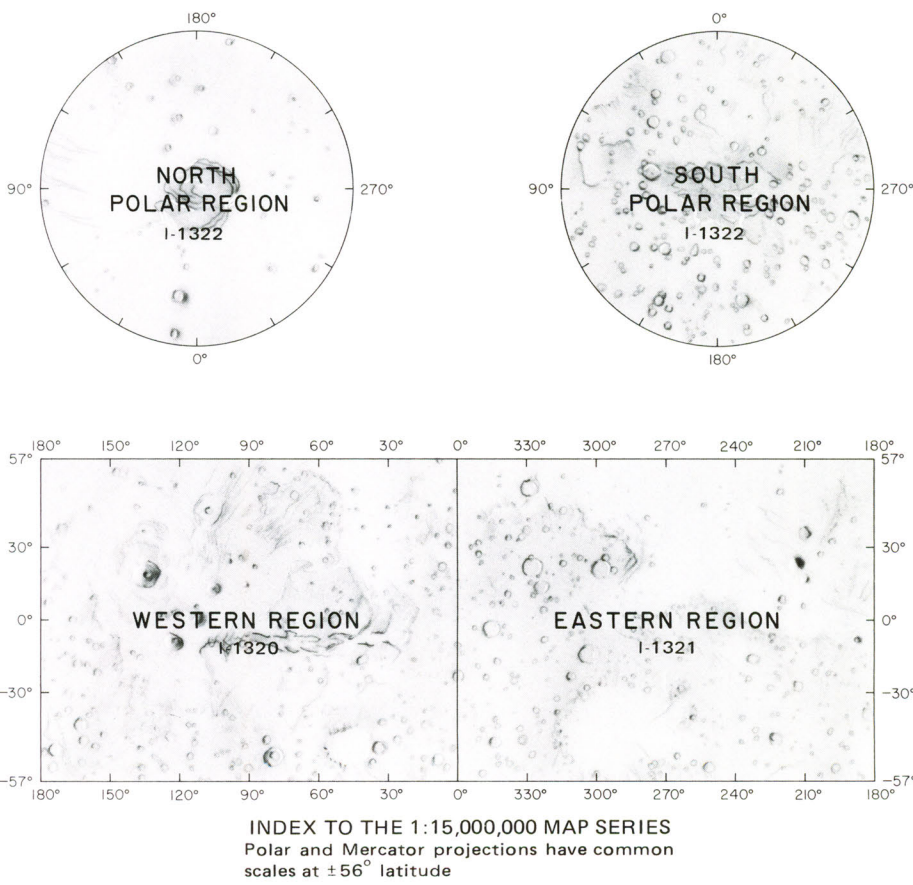 180°
0°
NORTH
POLAR REGION
I-1322
90°
270°
0°
SOUTH
POLAR REGION
I-1322
90°
270°
180°
180° 150° 120° 90° 60° 30° 0° 330° 300° 270° 240° 210° 180°
57° 57°
30° 30°
0° WESTERN REGION EASTERN REGION 0°
I-1320 I-1321
−30° −30°
−57° −57°
180° 150° 120° 90° 60° 30° 0° 330° 300° 270° 240° 210° 180°
INDEX TO THE 1:15,000,000 MAP SERIES
Polar and Mercator projections have common
scales at ±56° latitude